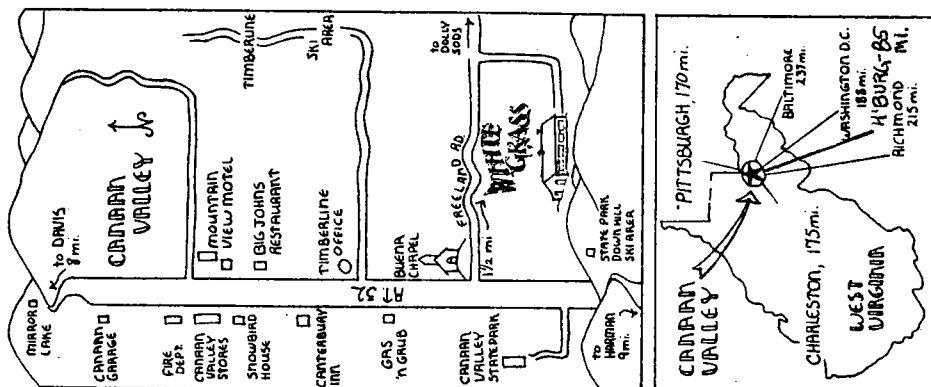 MIRROR
LAKE
to DAVIS
8 mi.
CANAAN
GARAGE
CANAAN
VALLEY
N
FIRE
DEPT.
CANAAN
VALLEY
STORES
MOUNTAIN
VIEW MOTEL
SNOWBIRD
HOUSE
BIG JOHNS
RESTAURANT
TIMBERLINE
SKI
AREA
CANTERBURY
INN
TIMBERLINE
OFFICE
RT. 32
GAS
'n GRUB
BUENA
CHAPEL
FREELAND RD.
to
DOLLY
SODS
1½ mi
WHITE
GRASS
CANAAN
VALLEY
STATE PARK
STATE PARK
DOWN HILL
SKI AREA
to
HARMAN
9 mi.
PITTSBURGH, 170 mi.
CANAAN
VALLEY
BALTIMORE
237 mi.
WASHINGTON D.C.
188 mi.
H'BURG-85
mi.
RICHMOND
215 mi.
CHARLESTON, 175 mi.
WEST
VIRGINIA